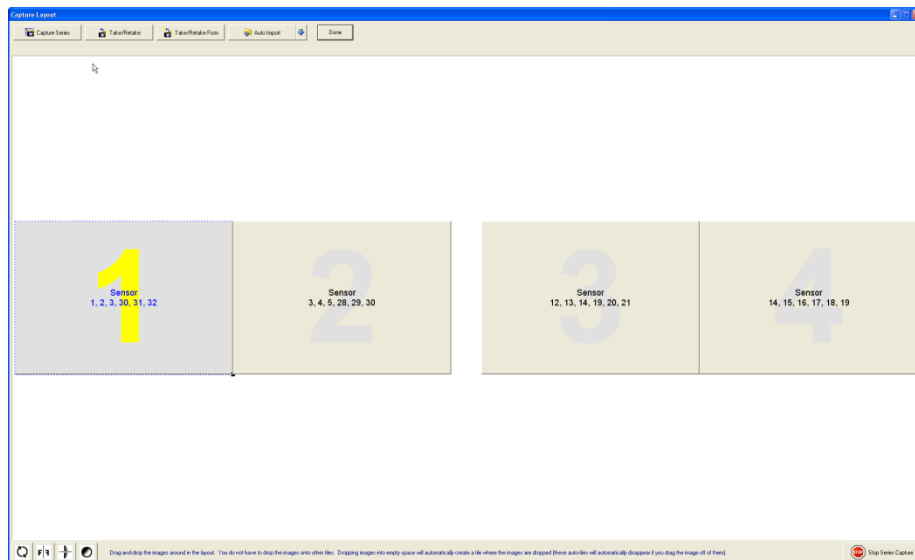 Capture Layout
Capture Series
Take/Retake
Take/Retake From
Auto Import
Done
1
Sensor
1, 2, 3, 30, 31, 32
2
Sensor
3, 4, 5, 28, 29, 30
3
Sensor
12, 13, 14, 19, 20, 21
4
Sensor
14, 15, 16, 17, 18, 19
Drag-and-drop the images around in the layout. You do not have to drop the images onto other tiles. Dropping images into empty space will automatically create a tile where the images are dropped (these auto-tiles will automatically disappear if you drag the image off of them).
STOP
Stop Series Capture